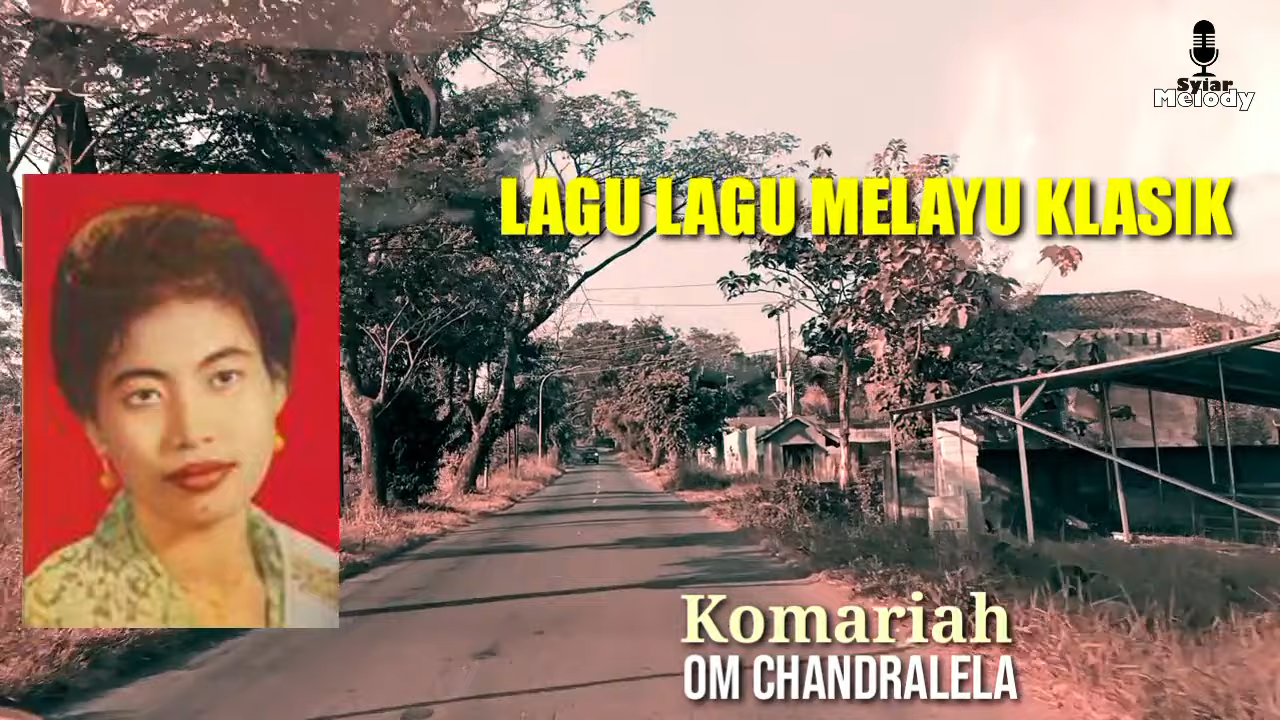 Syiar
Melody
LAGU LAGU MELAYU KLASIK
Komariah
OM CHANDRALELA